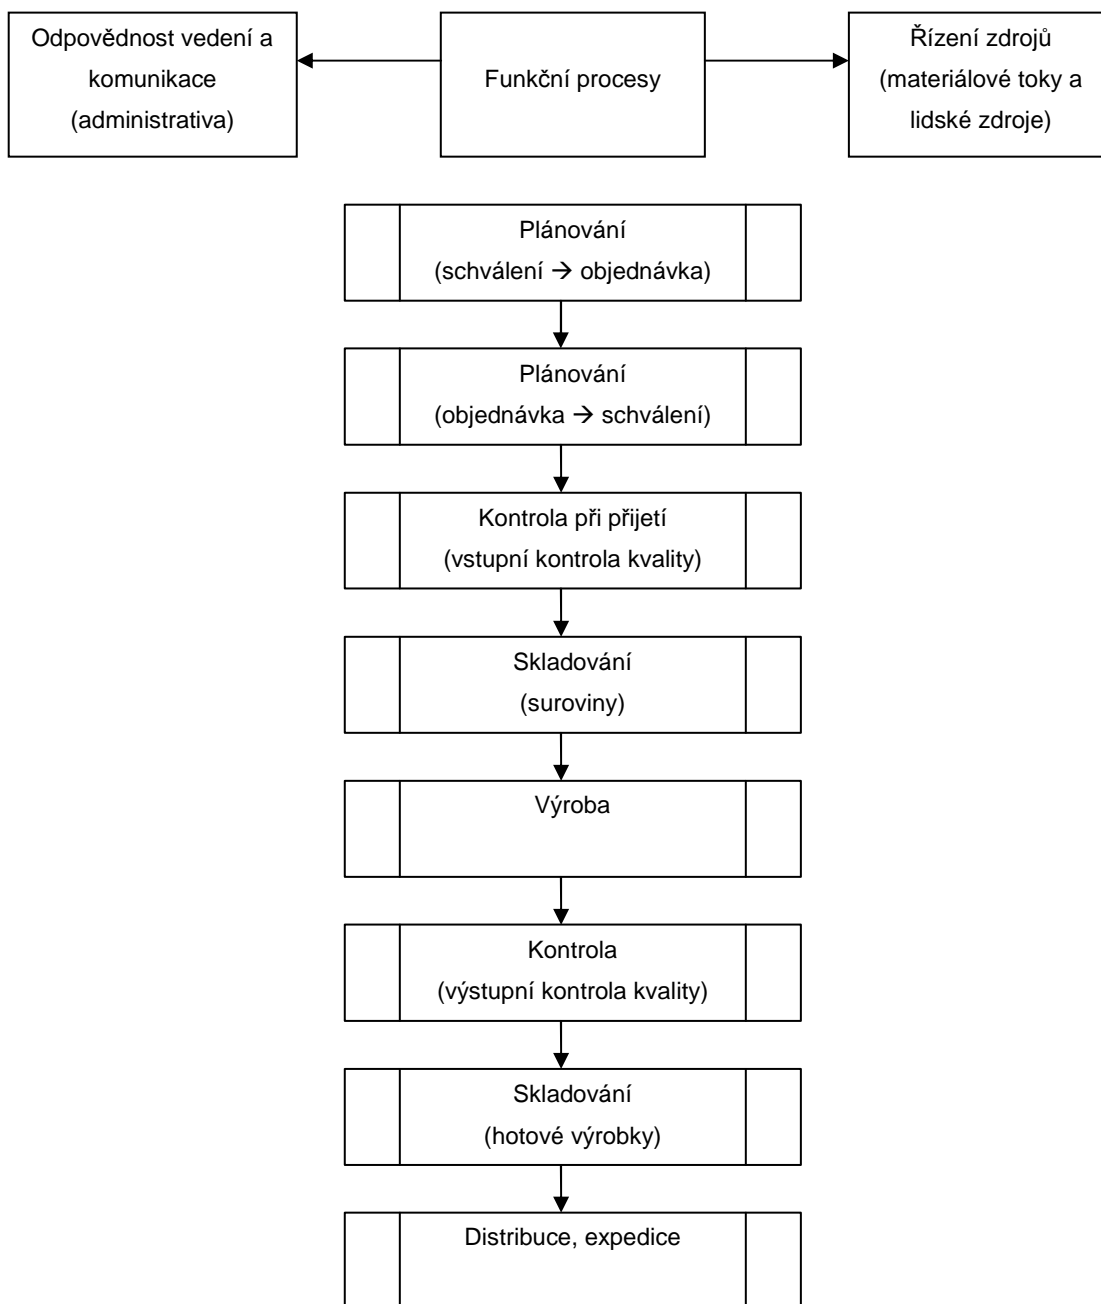 Odpovědnost vedení a
komunikace
(administrativa)
Funkční procesy
Řízení zdrojů
(materiálové toky a
lidské zdroje)
Plánování
(schválení → objednávka)
Plánování
(objednávka → schválení)
Kontrola při přijetí
(vstupní kontrola kvality)
Skladování
(suroviny)
Výroba
Kontrola
(výstupní kontrola kvality)
Skladování
(hotové výrobky)
Distribuce, expedice